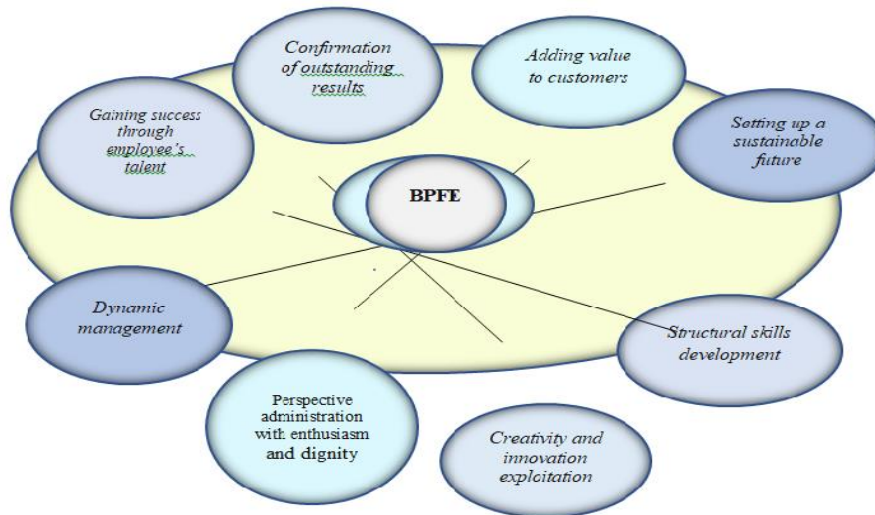 Confirmation
of outstanding
results
Adding value
to customers
Gaining success
through
employee's
talent
Setting up a
sustainable
future
BPFE
Dynamic
management
Structural skills
development
Perspective
administration
with enthusiasm
and dignity
Creativity and
innovation
exploitation